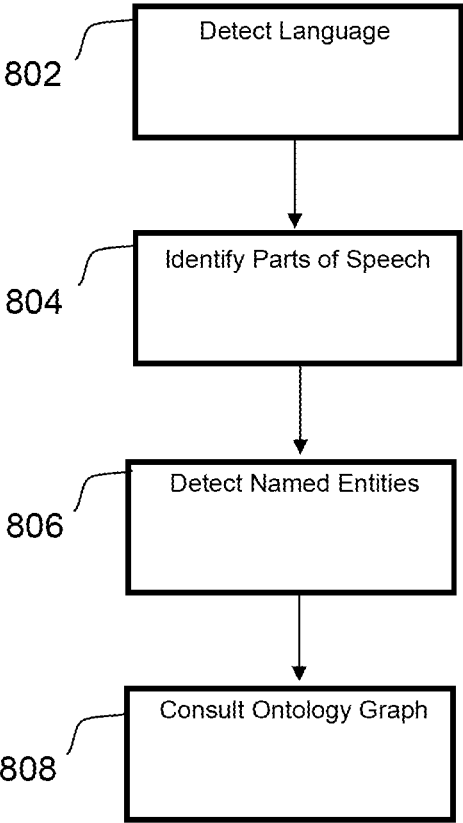 Detect Language
802
Identify Parts of Speech
804
Detect Named Entities
806
Consult Ontology Graph
808